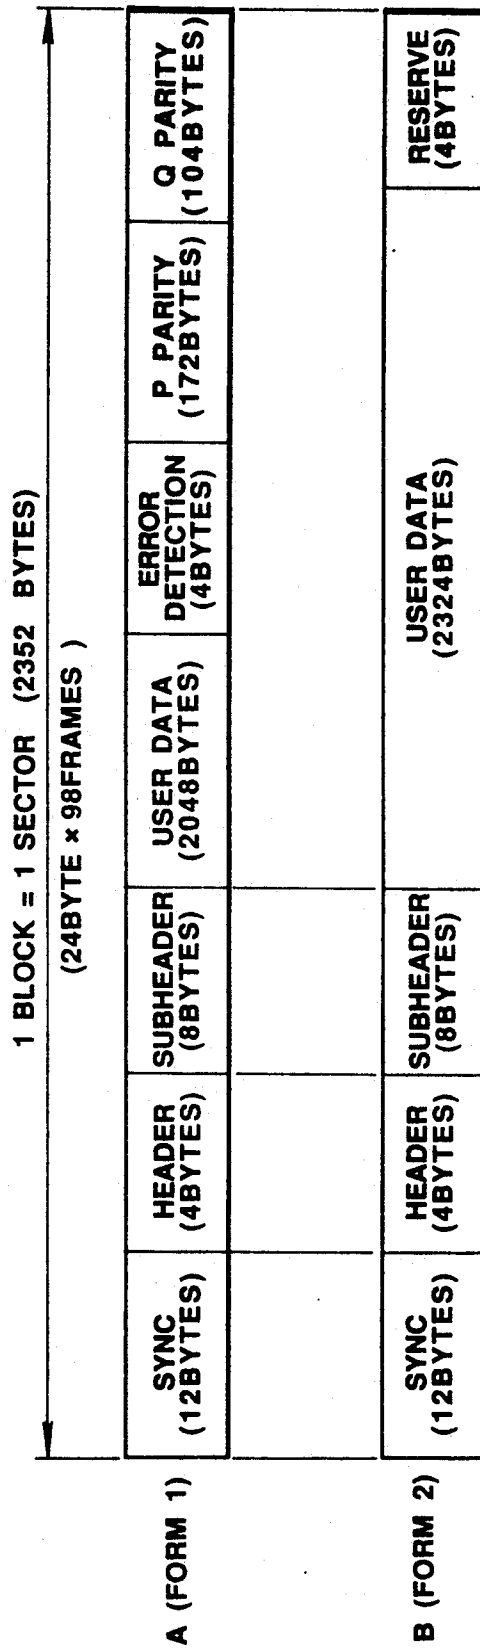 1 BLOCK = 1 SECTOR (2352 BYTES)
(24BYTE × 98FRAMES )
A (FORM 1)
SYNC
(12BYTES)
HEADER
(4BYTES)
SUBHEADER
(8BYTES)
USER DATA
(2048BYTES)
ERROR
DETECTION
(4BYTES)
P PARITY
(172BYTES)
Q PARITY
(104BYTES)
B (FORM 2)
SYNC
(12BYTES)
HEADER
(4BYTES)
SUBHEADER
(8BYTES)
USER DATA
(2324BYTES)
RESERVE
(4BYTES)